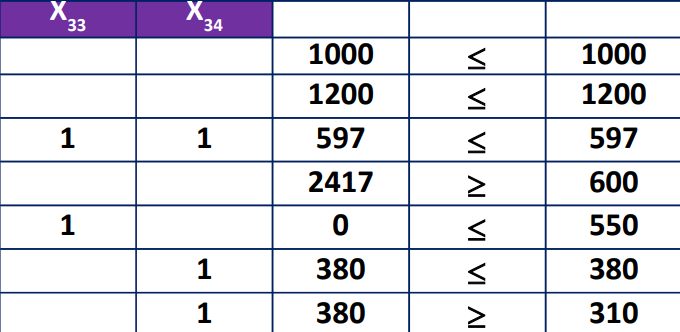 X33 X34
1000 ≤ 1000
1200 ≤ 1200
1 1 597 ≤ 597
2417 ≥ 600
1 0 ≤ 550
1 380 ≤ 380
1 380 ≥ 310